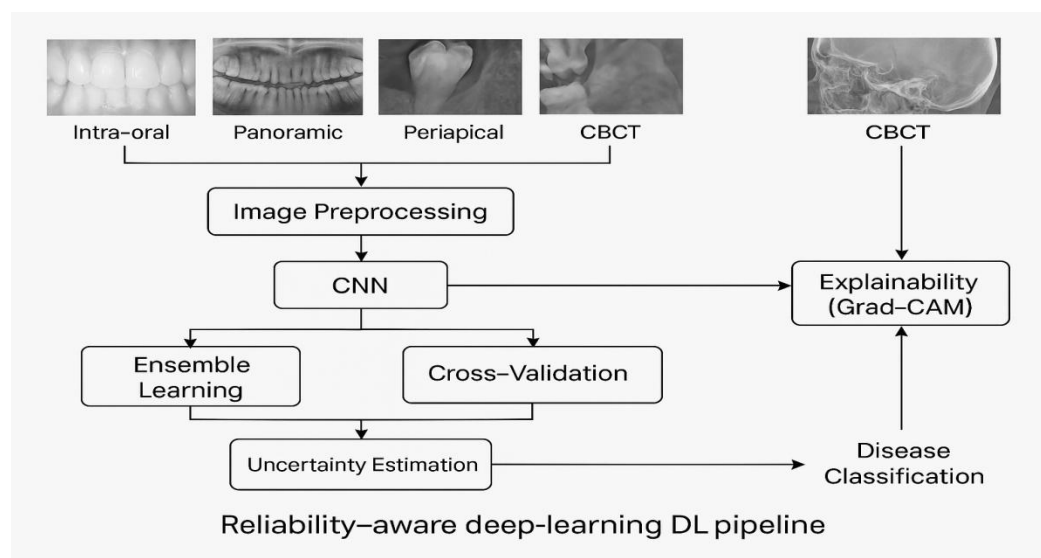 Intra-oral
Panoramic
Periapical
CBCT
CBCT
Image Preprocessing
CNN
Explainability
(Grad-CAM)
Ensemble
Learning
Cross-Validation
Uncertainty Estimation
Disease
Classification
Reliability-aware deep-learning DL pipeline